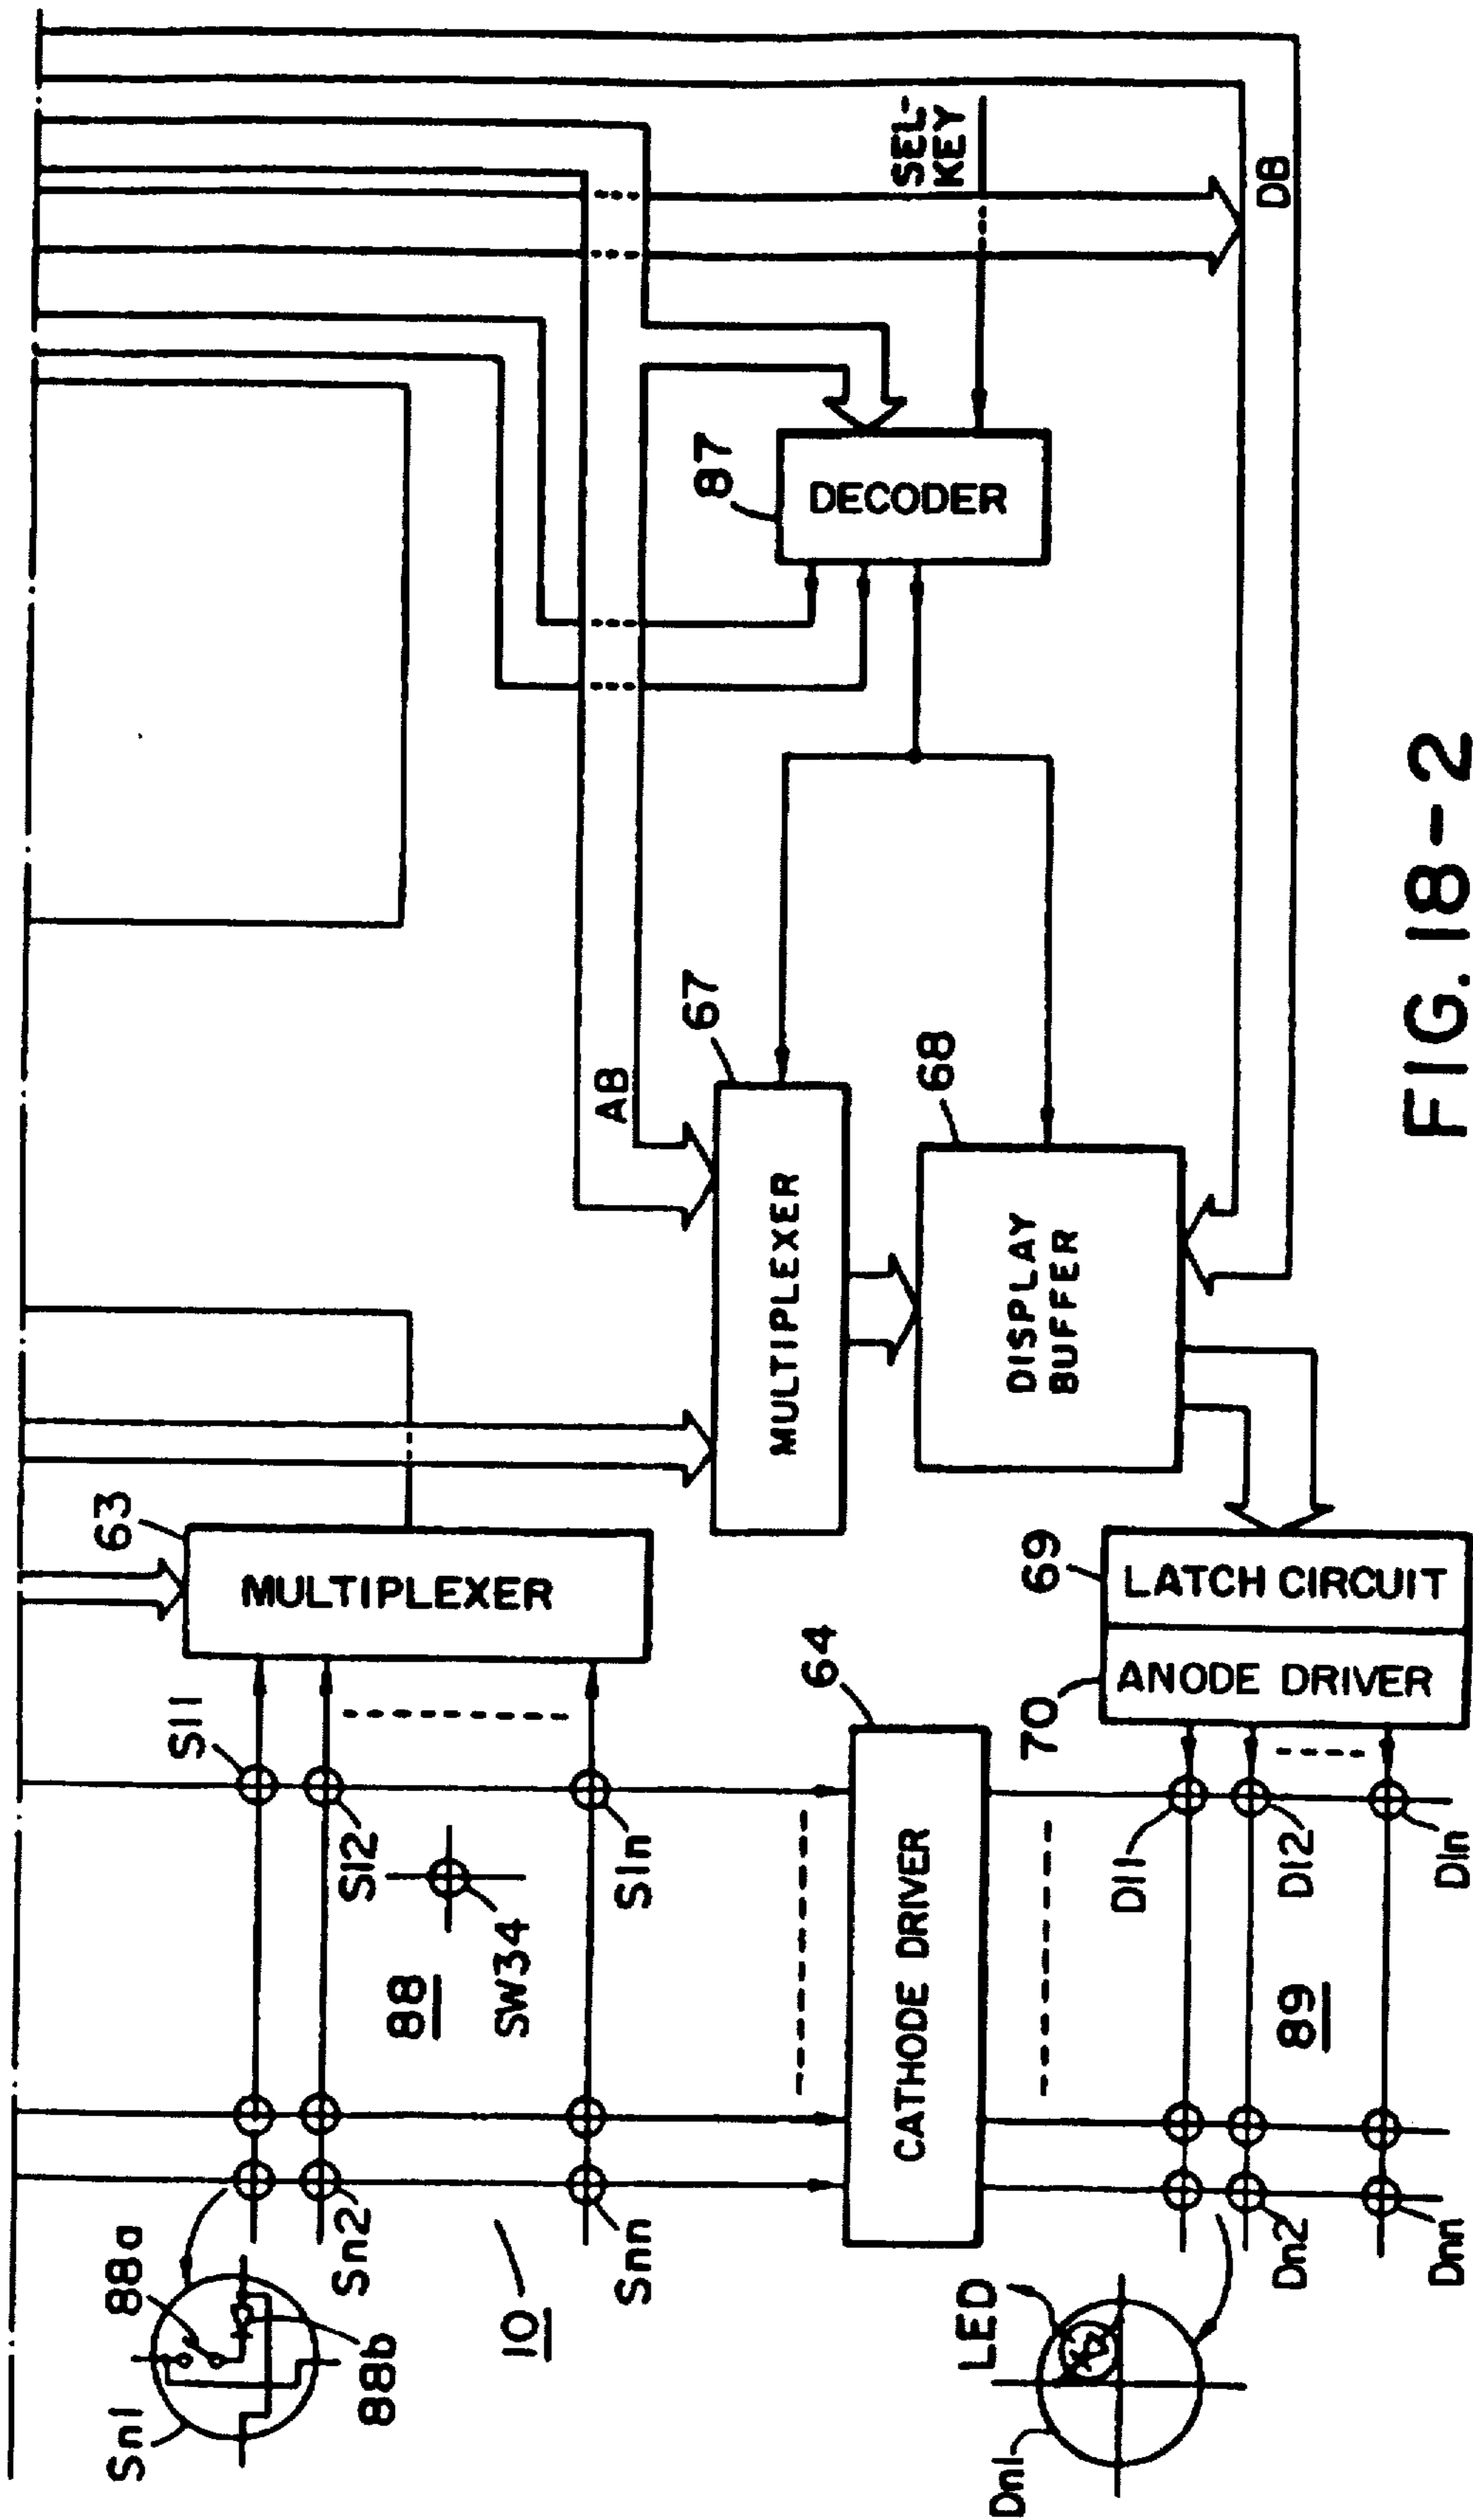 SEL-
KEY
DB
87
DECODER
AB
67
MULTIPLEXER
68
DISPLAY
BUFFER
63
MULTIPLEXER
69
LATCH CIRCUIT
70
ANODE DRIVER
64
CATHODE DRIVER
S11
S12
S1n
SW34
88
D11
D12
D1n
89
Sn1
88a
88b
Sn2
Snn
10
LED
Dn1
Dn2
Dnn
FIG. 18-2